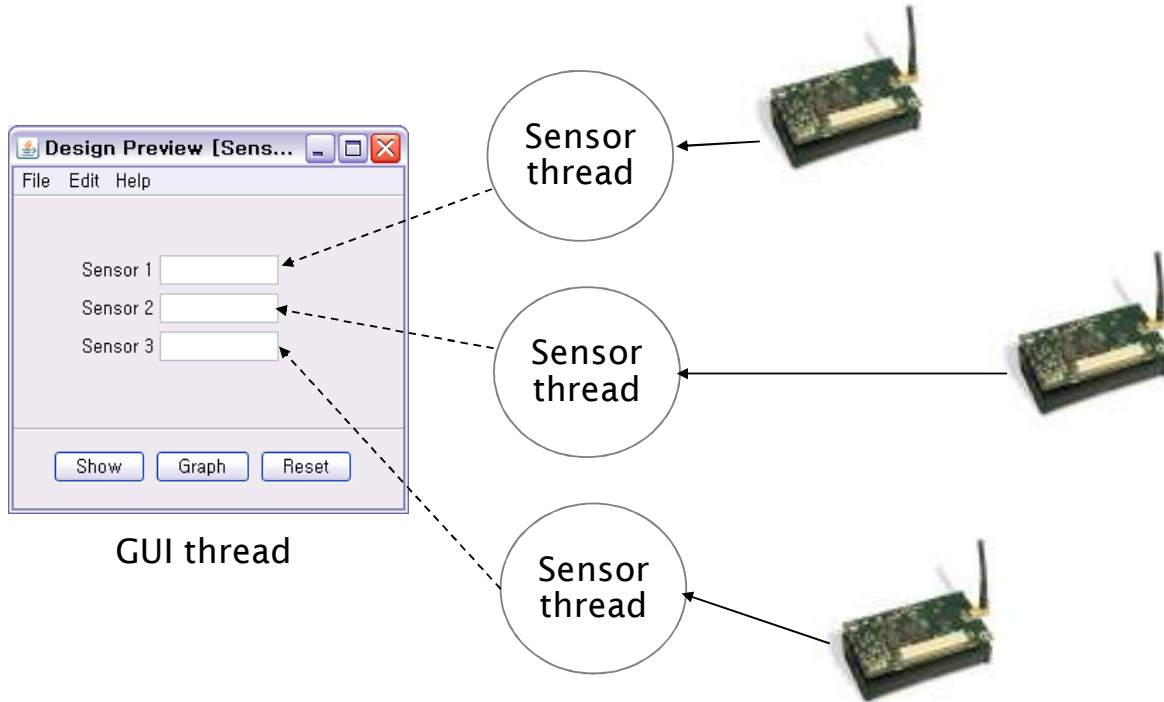 Design Preview [Sens...
File Edit Help
Sensor 1
Sensor 2
Sensor 3
Show Graph Reset
GUI thread
Sensor
thread
Sensor
thread
Sensor
thread